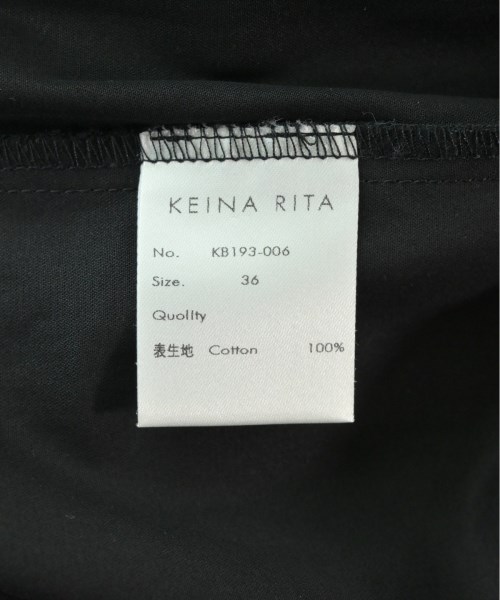 KEINA RITA
No. KB193-006
Size. 36
Quollty
表生地 Cotton 100%